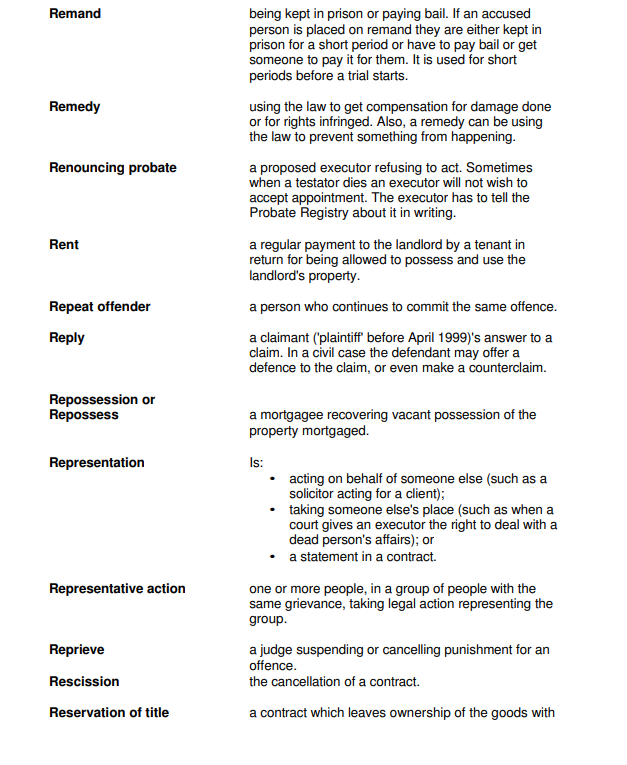 Remand being kept in prison or paying bail. If an accused
person is placed on remand they are either kept in
prison for a short period or have to pay bail or get
someone to pay it for them. It is used for short
periods before a trial starts.
Remedy using the law to get compensation for damage done
or for rights infringed. Also, a remedy can be using
the law to prevent something from happening.
Renouncing probate a proposed executor refusing to act. Sometimes
when a testator dies an executor will not wish to
accept appointment. The executor has to tell the
Probate Registry about it in writing.
Rent a regular payment to the landlord by a tenant in
return for being allowed to possess and use the
landlord's property.
Repeat offender a person who continues to commit the same offence.
Reply a claimant ('plaintiff' before April 1999)'s answer to a
claim. In a civil case the defendant may offer a
defence to the claim, or even make a counterclaim.
Repossession or
Repossess a mortgagee recovering vacant possession of the
property mortgaged.
Representation Is:
• acting on behalf of someone else (such as a
solicitor acting for a client);
• taking someone else's place (such as when a
court gives an executor the right to deal with a
dead person's affairs); or
• a statement in a contract.
Representative action one or more people, in a group of people with the
same grievance, taking legal action representing the
group.
Reprieve a judge suspending or cancelling punishment for an
offence.
Rescission the cancellation of a contract.
Reservation of title a contract which leaves ownership of the goods with